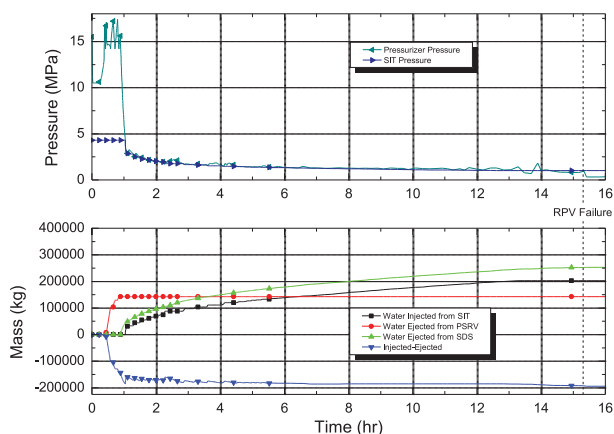 Pressure (MPa)
15
10
5
0
Pressurizer Pressure
SIT Pressure
0 2 4 6 8 10 12 14 16
RPV Failure
Mass (kg)
400000
300000
200000
100000
0
-100000
-200000
Water Injected from SIT
Water Ejected from PSRV
Water Ejected from SDS
Injected-Ejected
0 2 4 6 8 10 12 14 16
Time (hr)